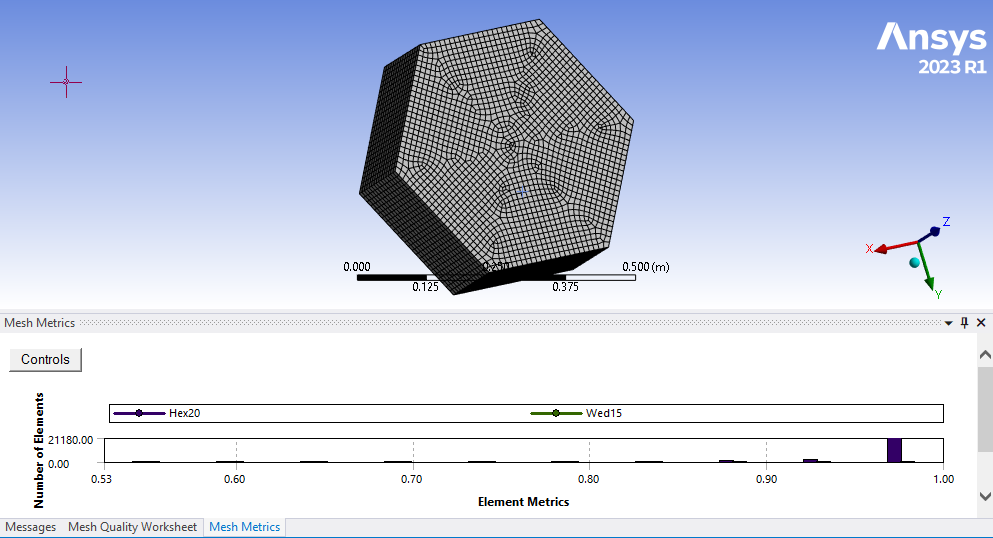 Ansys
2023 R1
Z
X
Y
0.000
0.500 (m)
0.125
0.375
Mesh Metrics
Controls
Hex20
Wed15
Number of Elements
21180.00
0.00
0.53
0.60
0.70
0.80
0.90
1.00
Element Metrics
Messages
Mesh Quality Worksheet
Mesh Metrics